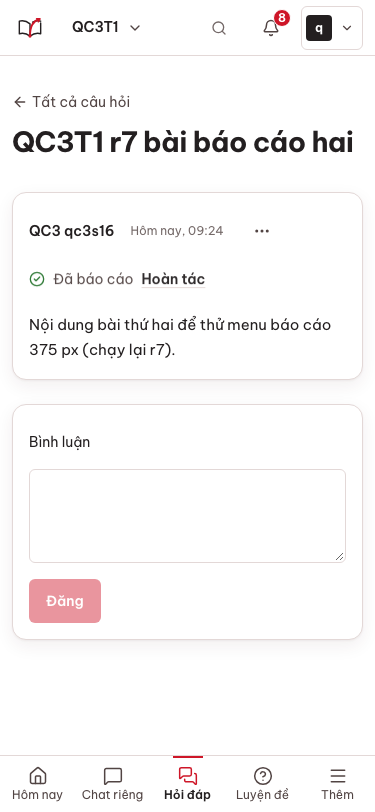 QC3T1
8
q
Tất cả câu hỏi
QC3T1 r7 bài báo cáo hai
QC3 qc3s16 Hôm nay, 09:24
Đã báo cáo Hoàn tác
Nội dung bài thứ hai để thử menu báo cáo
375 px (chạy lại r7).
Bình luận
Đăng
Hôm nay Chat riêng Hỏi đáp Luyện đề Thêm